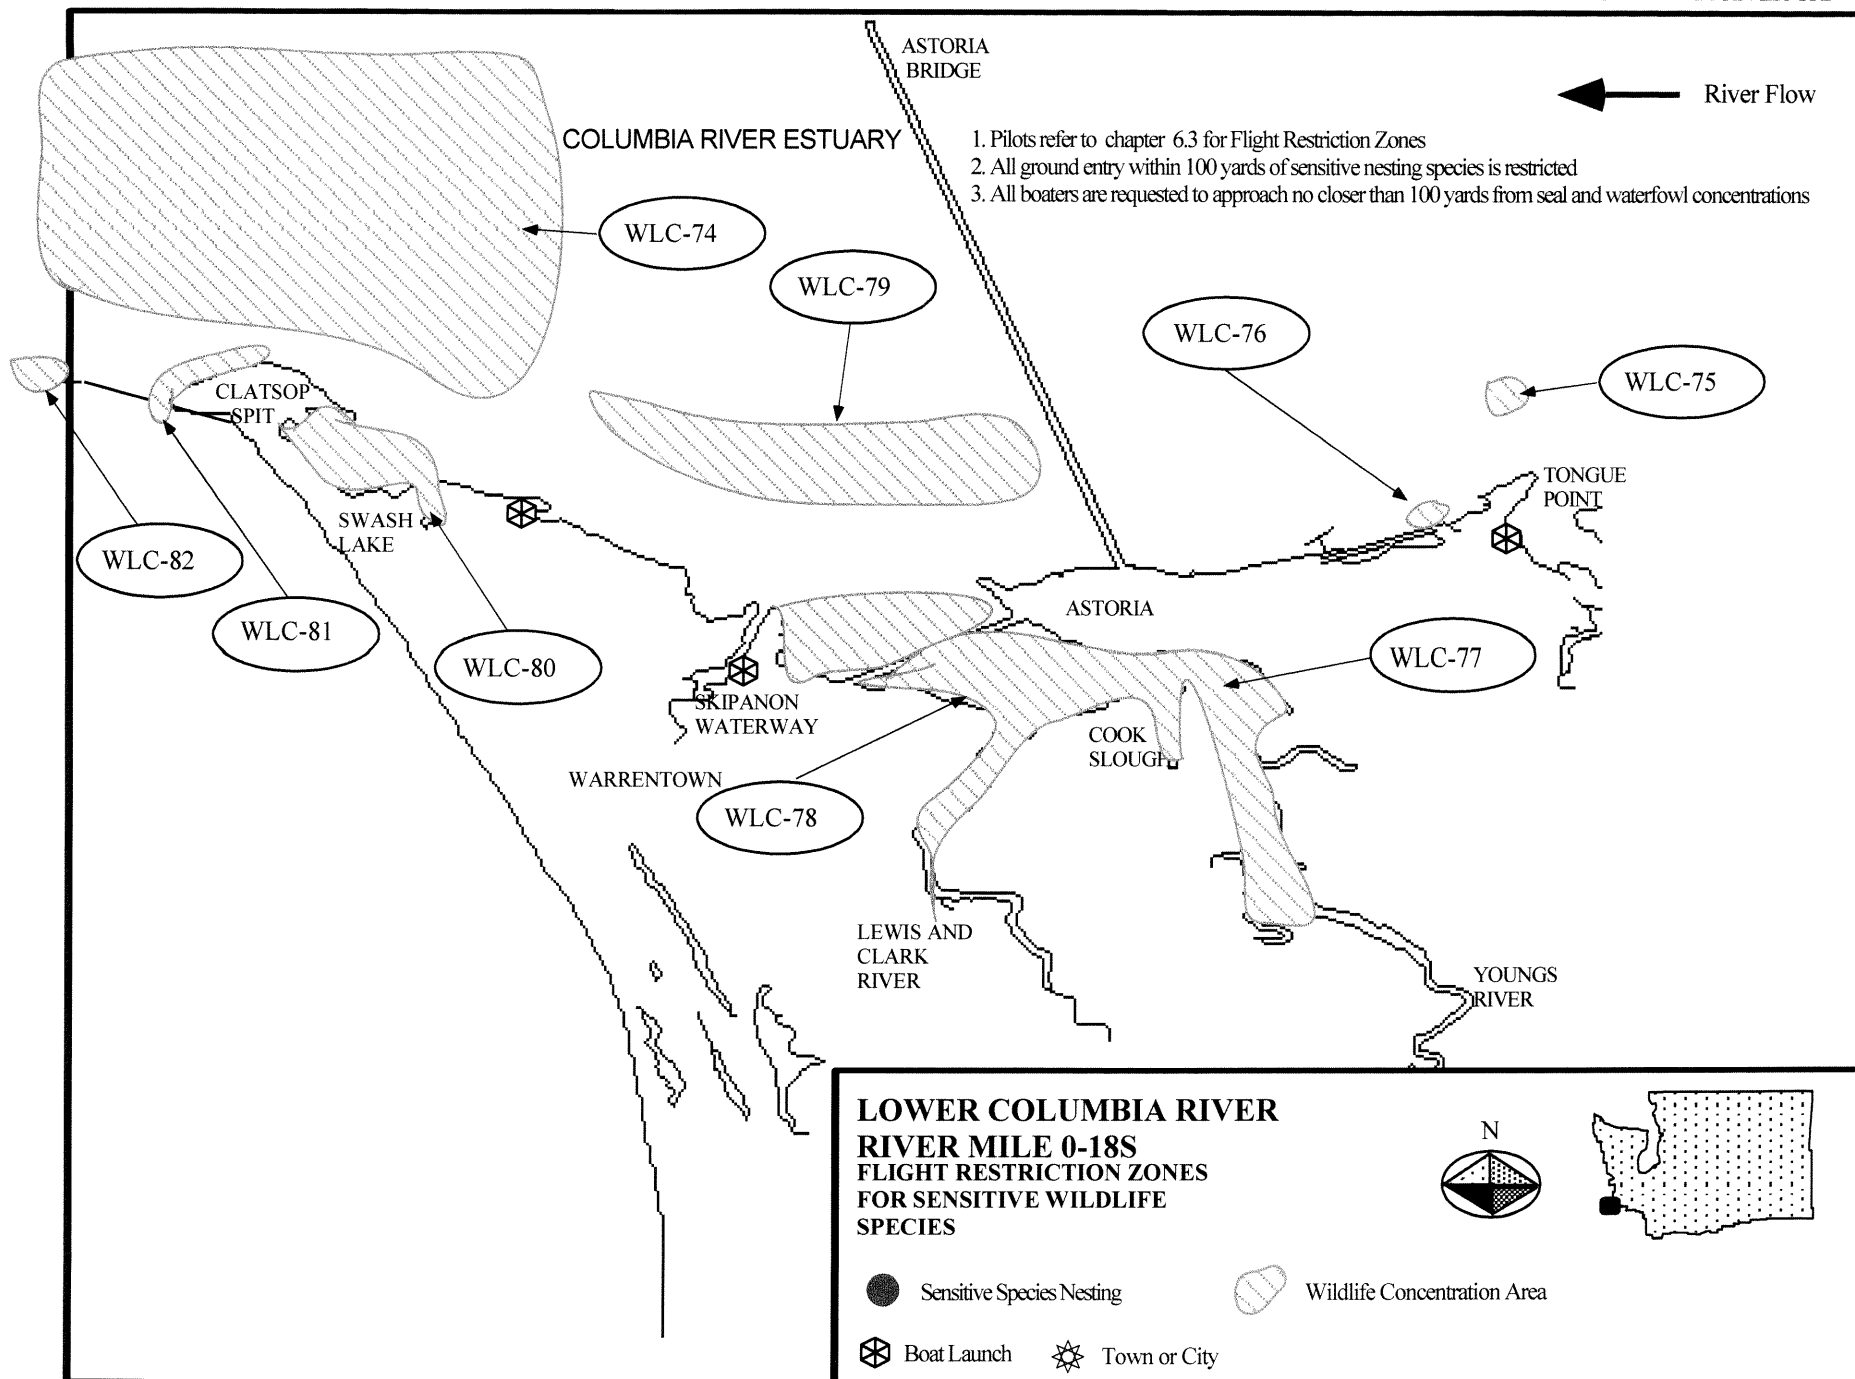 ASTORIA
BRIDGE
River Flow
COLUMBIA RIVER ESTUARY
1. Pilots refer to chapter 6.3 for Flight Restriction Zones
2. All ground entry within 100 yards of sensitive nesting species is restricted
3. All boaters are requested to approach no closer than 100 yards from seal and waterfowl concentrations
WLC-74
WLC-79
WLC-76
WLC-75
CLATSOP
SPIT
TONGUE
POINT
SWASH
LAKE
WLC-82
WLC-81
WLC-80
ASTORIA
WLC-77
SKIPANON
WATERWAY
COOK
SLOUGH
WARRENTOWN
WLC-78
LEWIS AND
CLARK
RIVER
YOUNGS
RIVER
LOWER COLUMBIA RIVER
RIVER MILE 0-18S
FLIGHT RESTRICTION ZONES
FOR SENSITIVE WILDLIFE
SPECIES
N
Sensitive Species Nesting
Wildlife Concentration Area
Boat Launch
Town or City